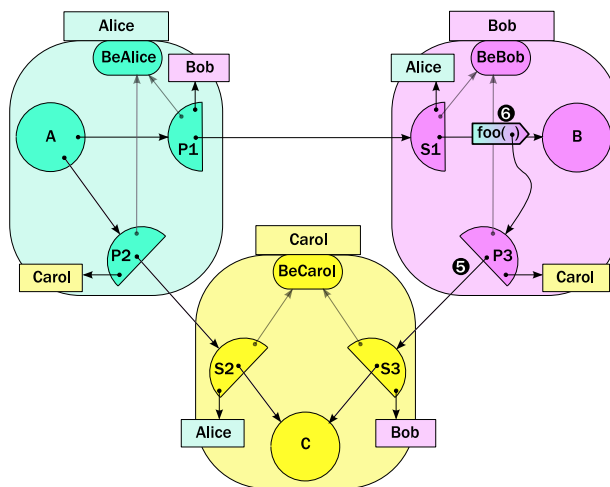 Alice
Bob
BeAlice
BeBob
Bob
Alice
6
A
P1
S1
foo( )
B
P2
P3
Carol
Carol
Carol
5
BeCarol
S2
S3
Alice
C
Bob